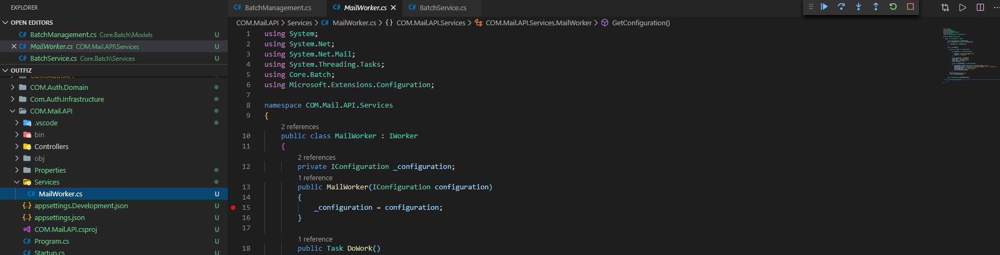 EXPLORER
OPEN EDITORS
C# BatchManagement.cs Core.Batch\Models U
C# MailWorker.cs COM.Mail.API\Services U
C# BatchService.cs Core.Batch\Services U
OUTFIZ
COM.Auth.API
COM.Auth.Domain
Com.Auth.Infrastructure
COM.Mail.API
.vscode
bin
Controllers
obj
Properties
Services
C# MailWorker.cs U
{..} appsettings.Development.json U
{..} appsettings.json U
COM.Mail.API.csproj U
C# Program.cs U
C# Startup.cs U
C# BatchManagement.cs C# MailWorker.cs C# BatchService.cs
COM.Mail.API > Services > C# MailWorker.cs > {} COM.Mail.API.Services > COM.Mail.API.Services.MailWorker > GetConfiguration()
1 using System;
2 using System.Net;
3 using System.Net.Mail;
4 using System.Threading.Tasks;
5 using Core.Batch;
6 using Microsoft.Extensions.Configuration;
7
8 namespace COM.Mail.API.Services
9 {
2 references
10 public class MailWorker : IWorker
11 {
2 references
12 private IConfiguration _configuration;
1 reference
13 public MailWorker(IConfiguration configuration)
14 {
15 _configuration = configuration;
16 }
17
1 reference
18 public Task DoWork()